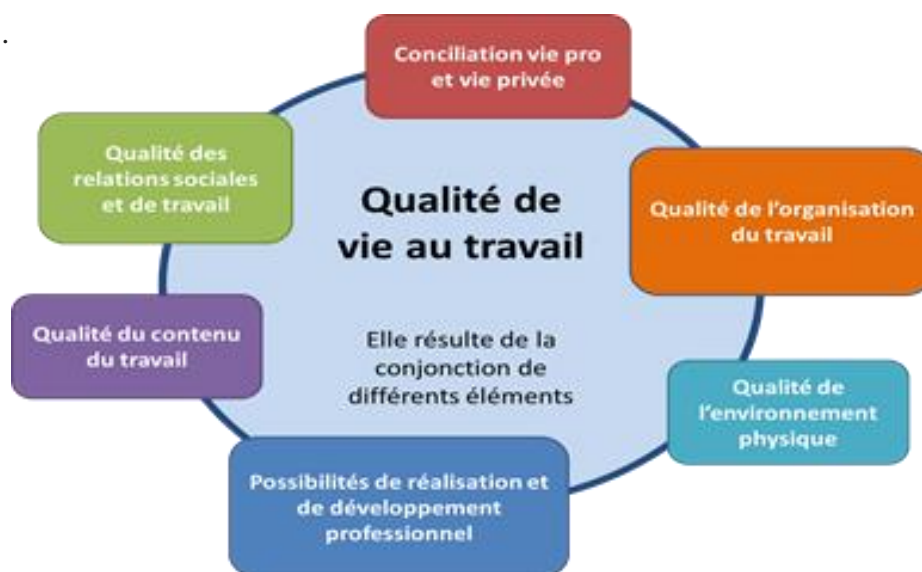 .
Conciliation vie pro
et vie privée
Qualité des
relations sociales
et de travail
Qualité de
vie au travail
Qualité de l'organisation
du travail
Qualité du contenu
du travail
Elle résulte de la
conjonction de
différents éléments
Qualité de
l'environnement
physique
Possibilités de réalisation et
de développement
professionnel